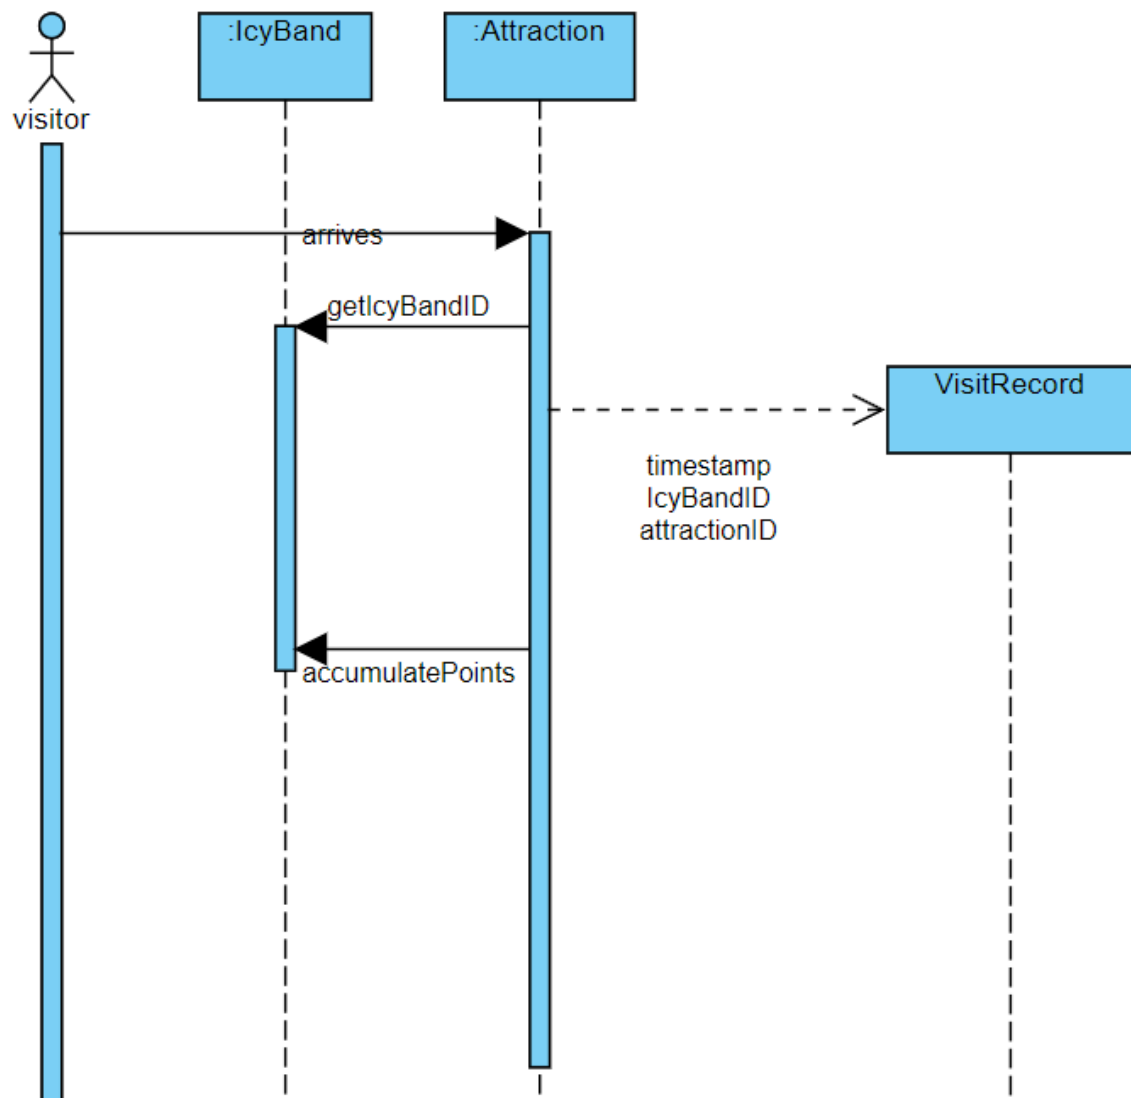 :IcyBand
:Attraction
visitor
arrives
getIcyBandID
VisitRecord
timestamp
IcyBandID
attractionID
accumulatePoints